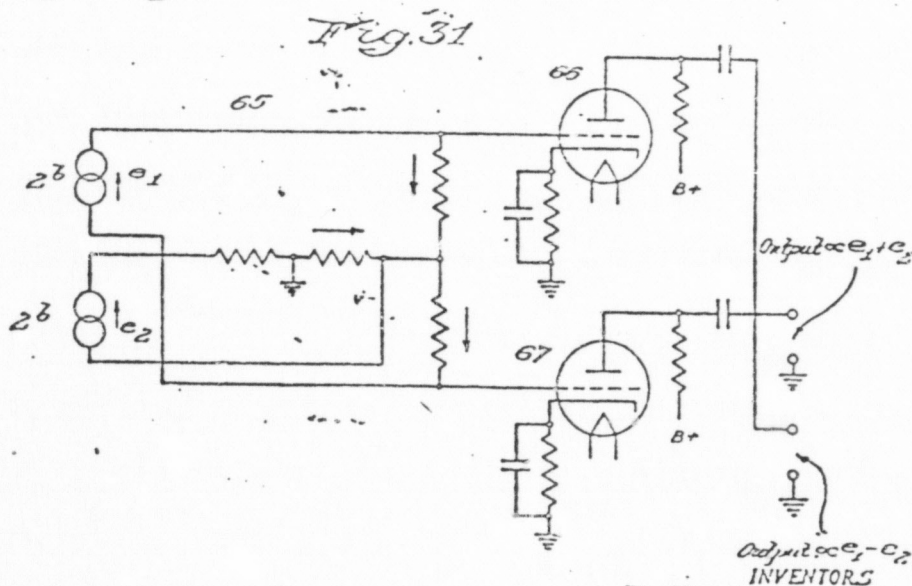 Fig. 31
65
66
e1
2b
B+
Output ∝ e1+e2
2b
e2
67
B+
Output ∝ e1-e2
INVENTORS